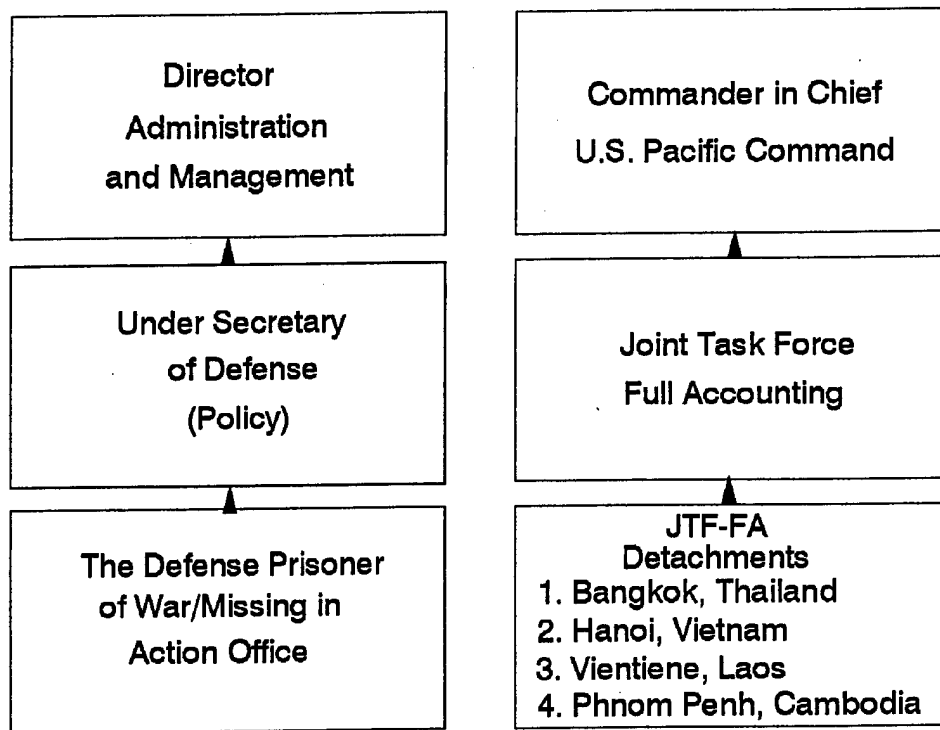 Director
Administration
and Management
Under Secretary
of Defense
(Policy)
The Defense Prisoner
of War/Missing in
Action Office
Commander in Chief
U.S. Pacific Command
Joint Task Force
Full Accounting
JTF-FA
Detachments
1. Bangkok, Thailand
2. Hanoi, Vietnam
3. Vientiene, Laos
4. Phnom Penh, Cambodia